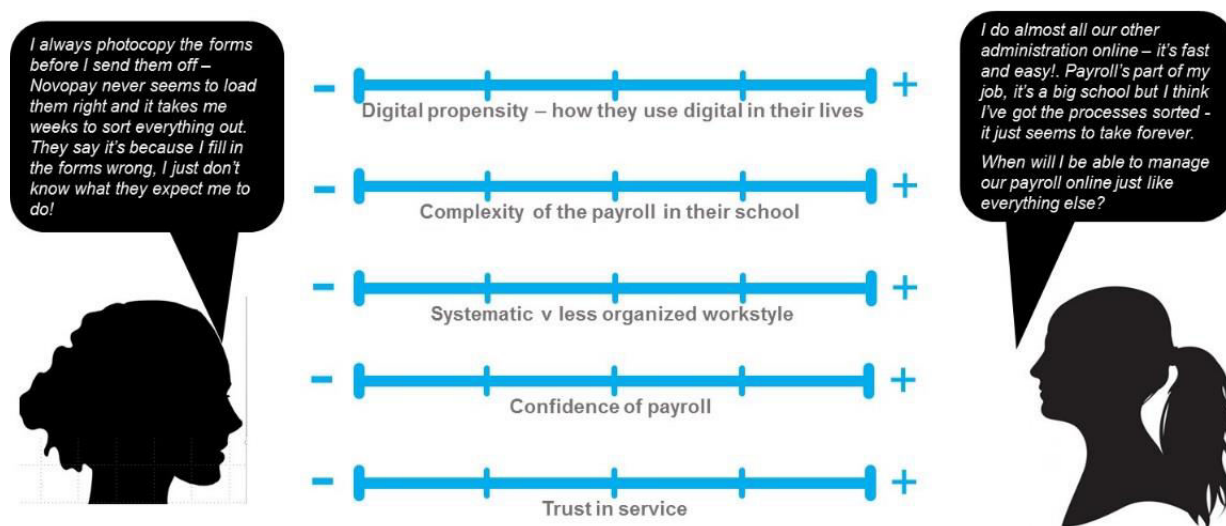 I always photocopy the forms
before I send them off –
Novopay never seems to load
them right and it takes me
weeks to sort everything out.
They say it's because I fill in
the forms wrong, I just don't
know what they expect me to
do!
– +
Digital propensity – how they use digital in their lives
– +
Complexity of the payroll in their school
– +
Systematic v less organized workstyle
– +
Confidence of payroll
– +
Trust in service
I do almost all our other
administration online – it's fast
and easy!. Payroll's part of my
job, it's a big school but I think
I've got the processes sorted -
it just seems to take forever.
When will I be able to manage
our payroll online just like
everything else?